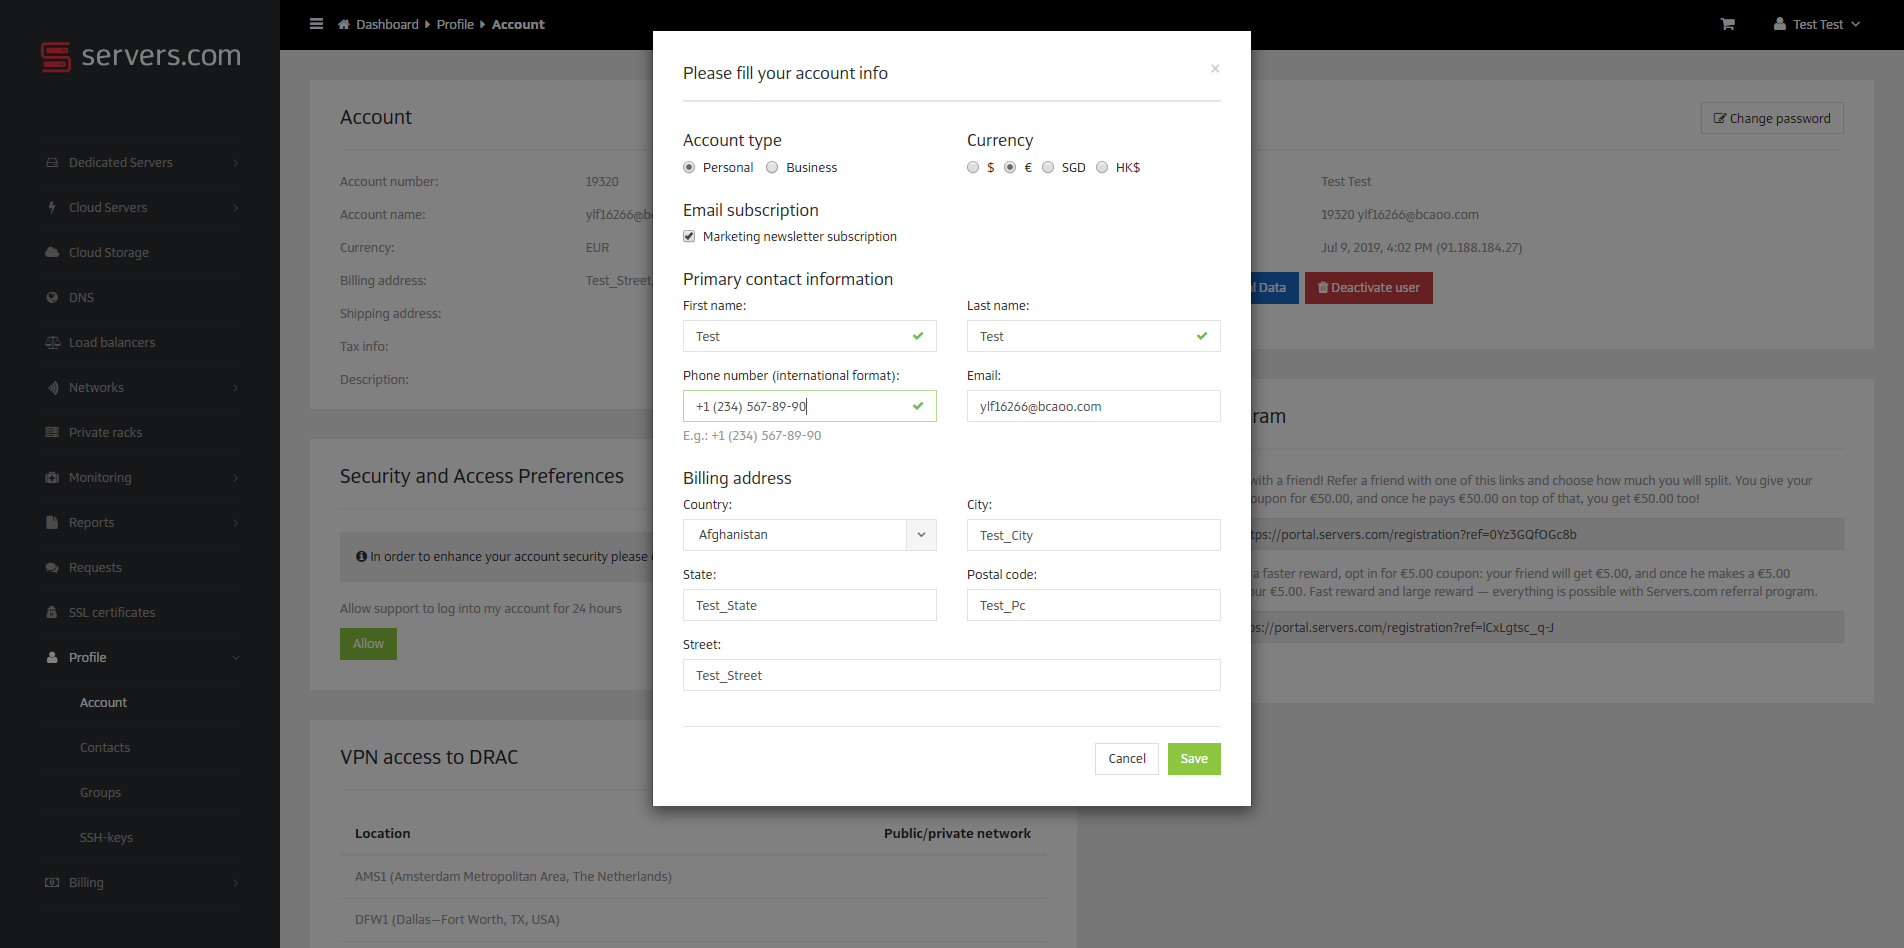 servers.com
Dashboard Profile Account
Test Test
Dedicated Servers
Cloud Servers
Cloud Storage
DNS
Load balancers
Networks
Private racks
Monitoring
Reports
Requests
SSL certificates
Profile
Account
Contacts
Groups
SSH-keys
Billing
Account
Account number: 19320
Account name: ylf16266@bc
Currency: EUR
Billing address: Test_Street,
Shipping address:
Tax info:
Description:
Security and Access Preferences
In order to enhance your account security please
Allow support to log into my account for 24 hours
Allow
VPN access to DRAC
Location Public/private network
AMS1 (Amsterdam Metropolitan Area, The Netherlands)
DFW1 (Dallas—Fort Worth, TX, USA)
Please fill your account info ×
Account type
Personal Business
Currency
$ € SGD HK$
Email subscription
Marketing newsletter subscription
Primary contact information
First name: Last name:
Test Test
Phone number (international format): Email:
+1 (234) 567-89-90 ylf16266@bcaoo.com
E.g.: +1 (234) 567-89-90
Billing address
Country: City:
Afghanistan Test_City
State: Postal code:
Test_State Test_Pc
Street:
Test_Street
Cancel Save
Change password
Test Test
19320 ylf16266@bcaoo.com
Jul 9, 2019, 4:02 PM (91.188.184.27)
l Data Deactivate user
ram
with a friend! Refer a friend with one of this links and choose how much you will split. You give your
oupon for €50.00, and once he pays €50.00 on top of that, you get €50.00 too!
tps://portal.servers.com/registration?ref=0Yz3GQfOGc8b
a faster reward, opt in for €5.00 coupon: your friend will get €5.00, and once he makes a €5.00
ur €5.00. Fast reward and large reward — everything is possible with Servers.com referral program.
ps://portal.servers.com/registration?ref=lCxLgtsc_q-J